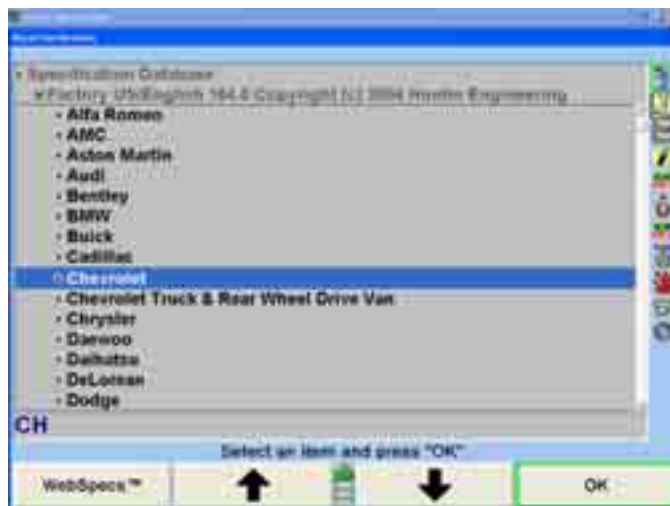 Specification Database
Factory US/English 164.0 Copyright (c) 2004 Hunter Engineering
Alfa Romeo
AMC
Aston Martin
Audi
Bentley
BMW
Buick
Cadillac
Chevrolet
Chevrolet Truck & Rear Wheel Drive Van
Chrysler
Daewoo
Daihatsu
DeLorean
Dodge
CH
Select an item and press "OK"
WebSpecs™
OK